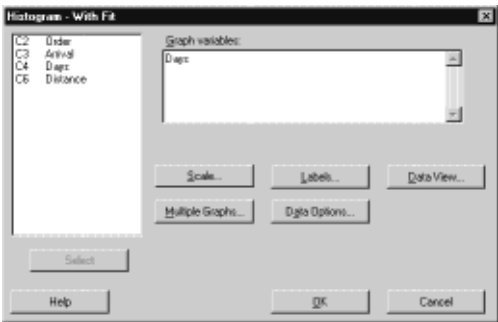 Histogram - With Fit
C2 Order
C3 Arrival
C4 Days
C6 Distance
Graph variables:
Days
Scale... Labels... Data View...
Multiple Graphs... Data Options...
Select
Help OK Cancel